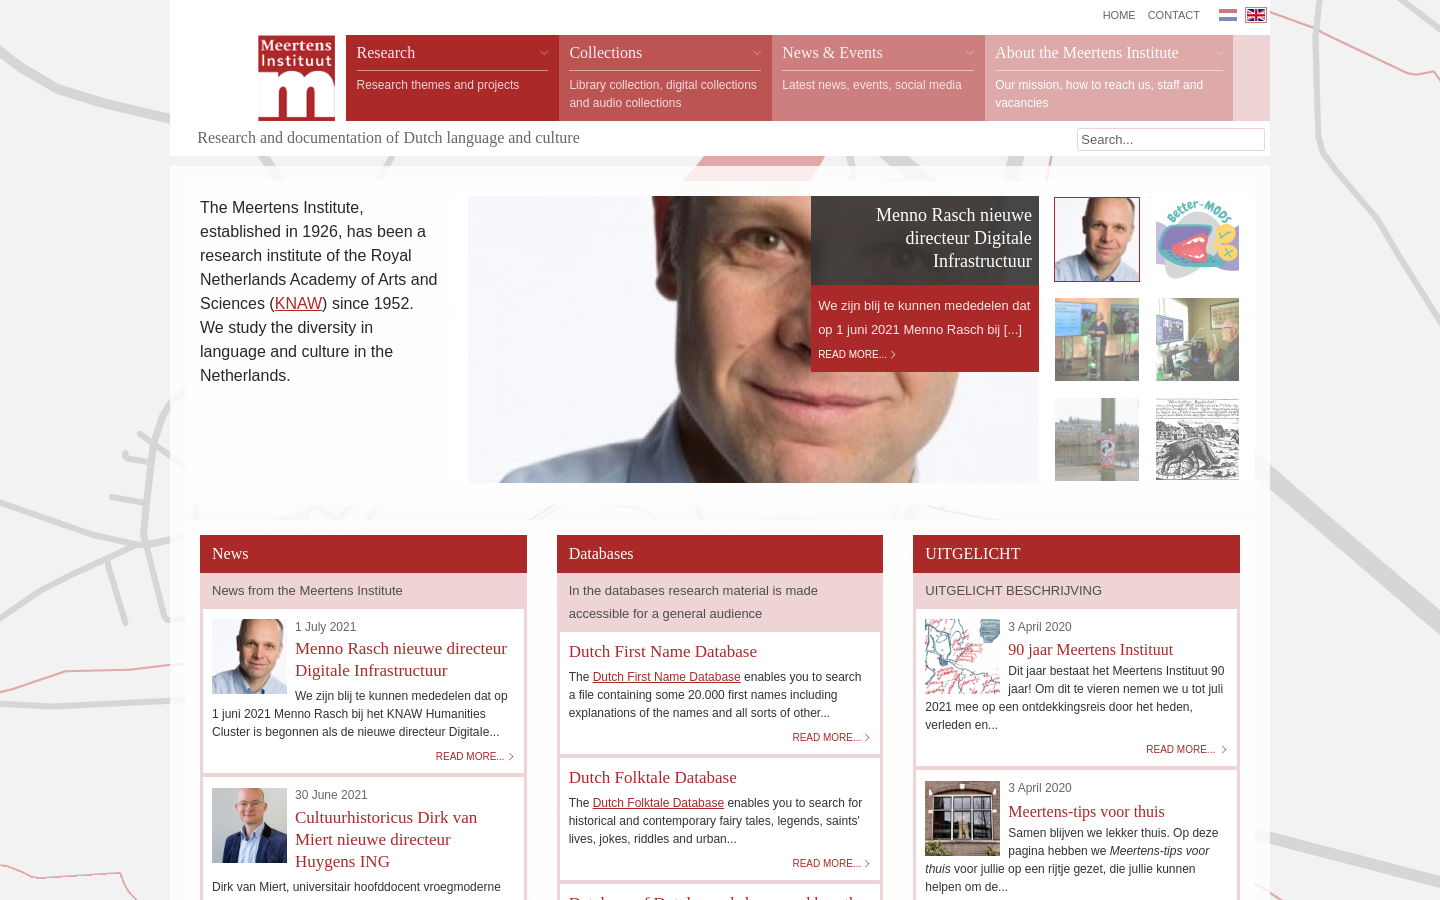 HOME CONTACT
Meertens
Instituut
Research
Research themes and projects
Collections
Library collection, digital collections
and audio collections
News & Events
Latest news, events, social media
About the Meertens Institute
Our mission, how to reach us, staff and
vacancies
Research and documentation of Dutch language and culture
Search...
The Meertens Institute,
established in 1926, has been a
research institute of the Royal
Netherlands Academy of Arts and
Sciences (KNAW) since 1952.
We study the diversity in
language and culture in the
Netherlands.
Menno Rasch nieuwe
directeur Digitale
Infrastructuur
We zijn blij te kunnen mededelen dat
op 1 juni 2021 Menno Rasch bij [...]
READ MORE...
Better-MODS
News
News from the Meertens Institute
1 July 2021
Menno Rasch nieuwe directeur
Digitale Infrastructuur
We zijn blij te kunnen mededelen dat op
1 juni 2021 Menno Rasch bij het KNAW Humanities
Cluster is begonnen als de nieuwe directeur Digitale...
READ MORE...
30 June 2021
Cultuurhistoricus Dirk van
Miert nieuwe directeur
Huygens ING
Dirk van Miert, universitair hoofddocent vroegmoderne
Databases
In the databases research material is made
accessible for a general audience
Dutch First Name Database
The Dutch First Name Database enables you to search
a file containing some 20.000 first names including
explanations of the names and all sorts of other...
READ MORE...
Dutch Folktale Database
The Dutch Folktale Database enables you to search for
historical and contemporary fairy tales, legends, saints'
lives, jokes, riddles and urban...
READ MORE...
UITGELICHT
UITGELICHT BESCHRIJVING
3 April 2020
90 jaar Meertens Instituut
Dit jaar bestaat het Meertens Instituut 90
jaar! Om dit te vieren nemen we u tot juli
2021 mee op een ontdekkingsreis door het heden,
verleden en...
READ MORE...
3 April 2020
Meertens-tips voor thuis
Samen blijven we lekker thuis. Op deze
pagina hebben we Meertens-tips voor
thuis voor jullie op een rijtje gezet, die jullie kunnen
helpen om de...